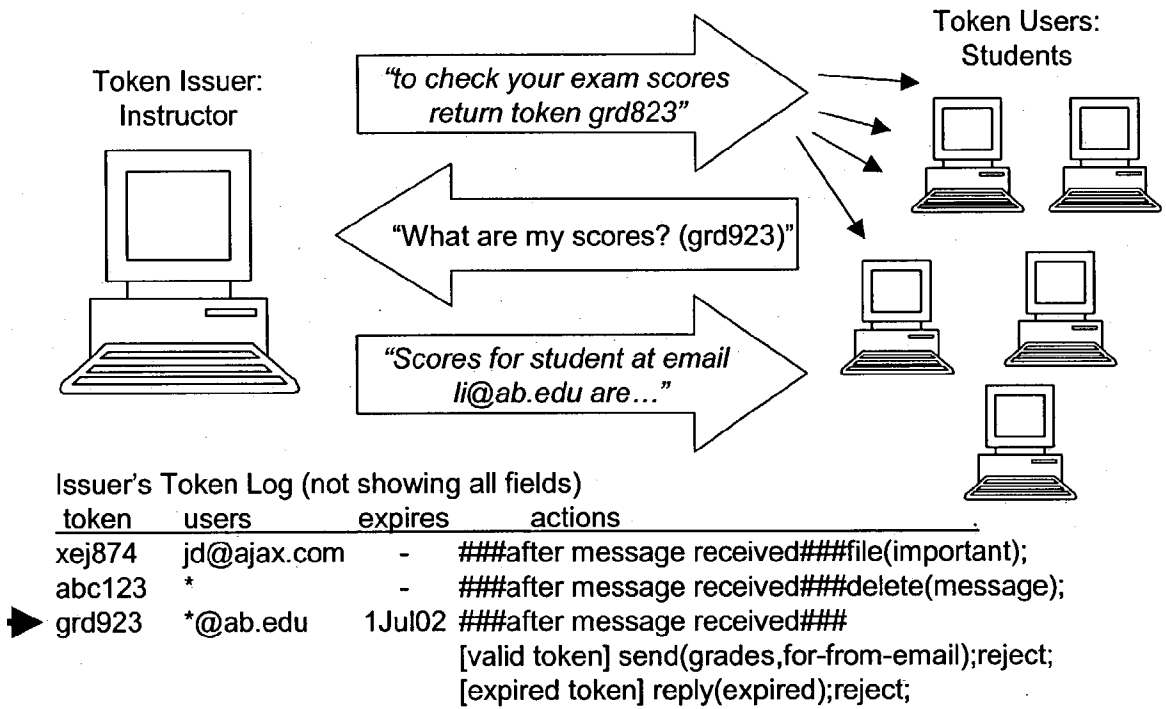 Token Issuer:
Instructor
"to check your exam scores
return token grd823"
Token Users:
Students
"What are my scores? (grd923)"
"Scores for student at email
li@ab.edu are..."
Issuer's Token Log (not showing all fields)
token users expires actions
xej874 jd@ajax.com - ###after message received###file(important);
abc123 * - ###after message received###delete(message);
grd923 *@ab.edu 1Jul02 ###after message received###
[valid token] send(grades,for-from-email);reject;
[expired token] reply(expired);reject;